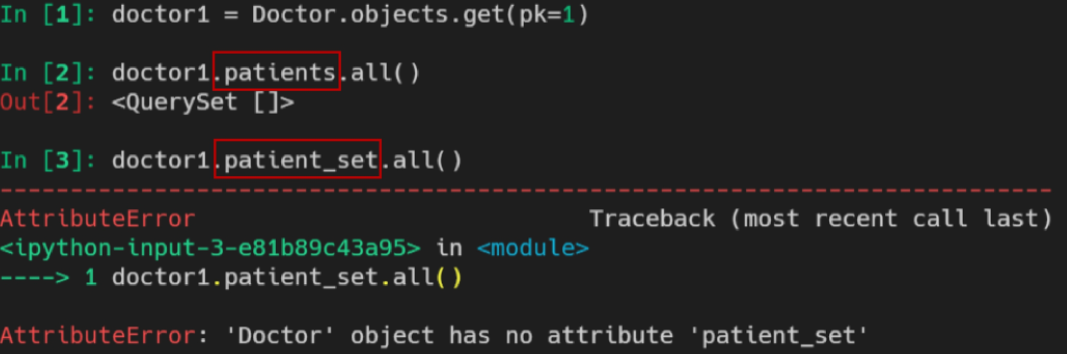 In [1]: doctor1 = Doctor.objects.get(pk=1)
In [2]: doctor1.patients.all()
Out[2]: <QuerySet []>
In [3]: doctor1.patient_set.all()
---------------------------------------------------------------------------
AttributeError                            Traceback (most recent call last)
<ipython-input-3-e81b89c43a95> in <module>
----> 1 doctor1.patient_set.all()
AttributeError: 'Doctor' object has no attribute 'patient_set'